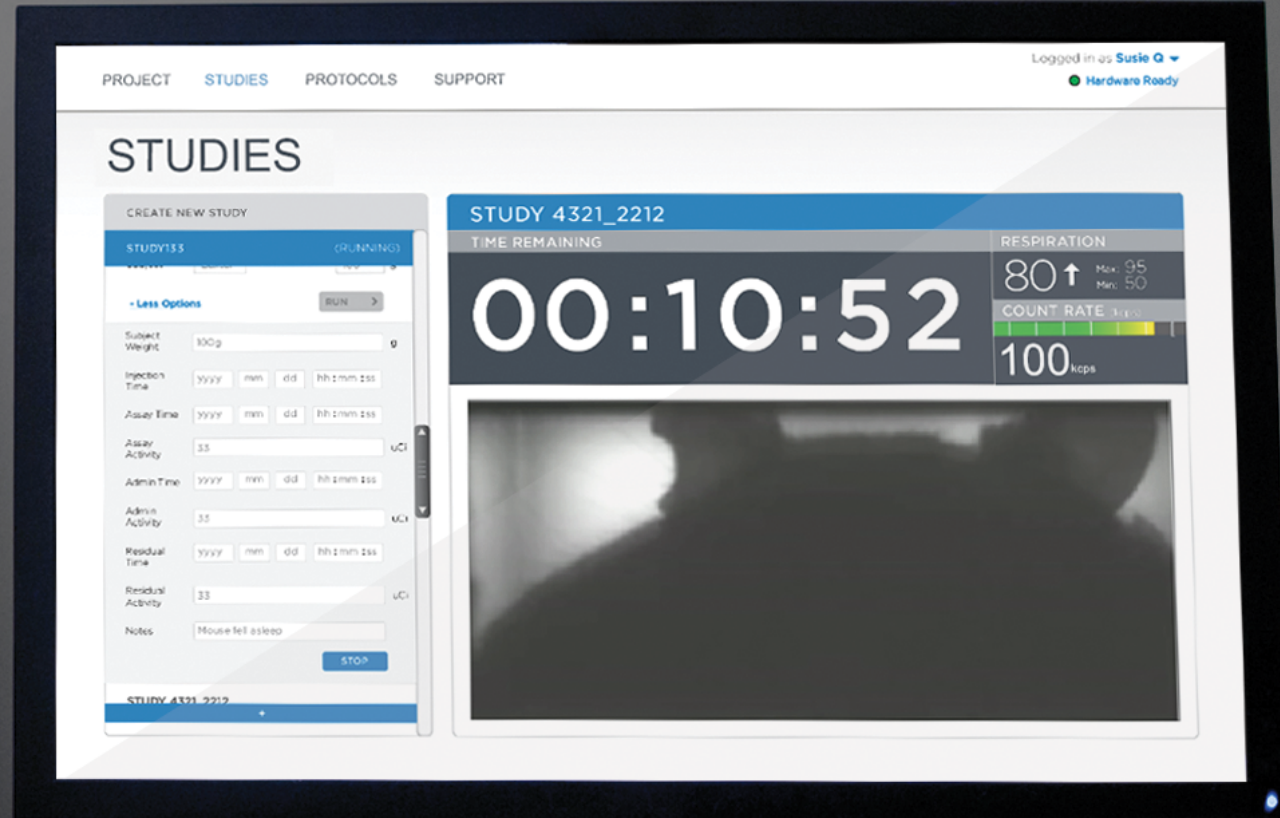 Logged in as Susie Q
PROJECT STUDIES PROTOCOLS SUPPORT
Hardware Ready
STUDIES
CREATE NEW STUDY
STUDY133 (RUNNING)
g
- Less Options
RUN >
Subject Weight 100g g
Injection Time yyyy mm dd hh:mm:ss
Assay Time yyyy mm dd hh:mm:ss
Assay Activity 33 uCi
Admin Time yyyy mm dd hh:mm:ss
Admin Activity 33 uCi
Residual Time yyyy mm dd hh:mm:ss
Residual Activity 33 uCi
Notes Mouse fell asleep
STOP
STUDY 4321_2212
+
STUDY 4321_2212
TIME REMAINING
00:10:52
RESPIRATION
80 Max: 95
Min: 50
COUNT RATE (kcps)
100 kcps